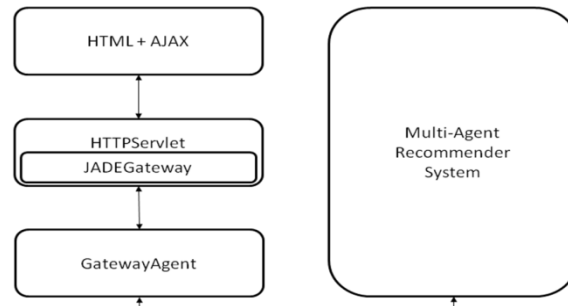 HTML + AJAX
HTTPServlet
JADEGateway
GatewayAgent
Multi-Agent
Recommender
System